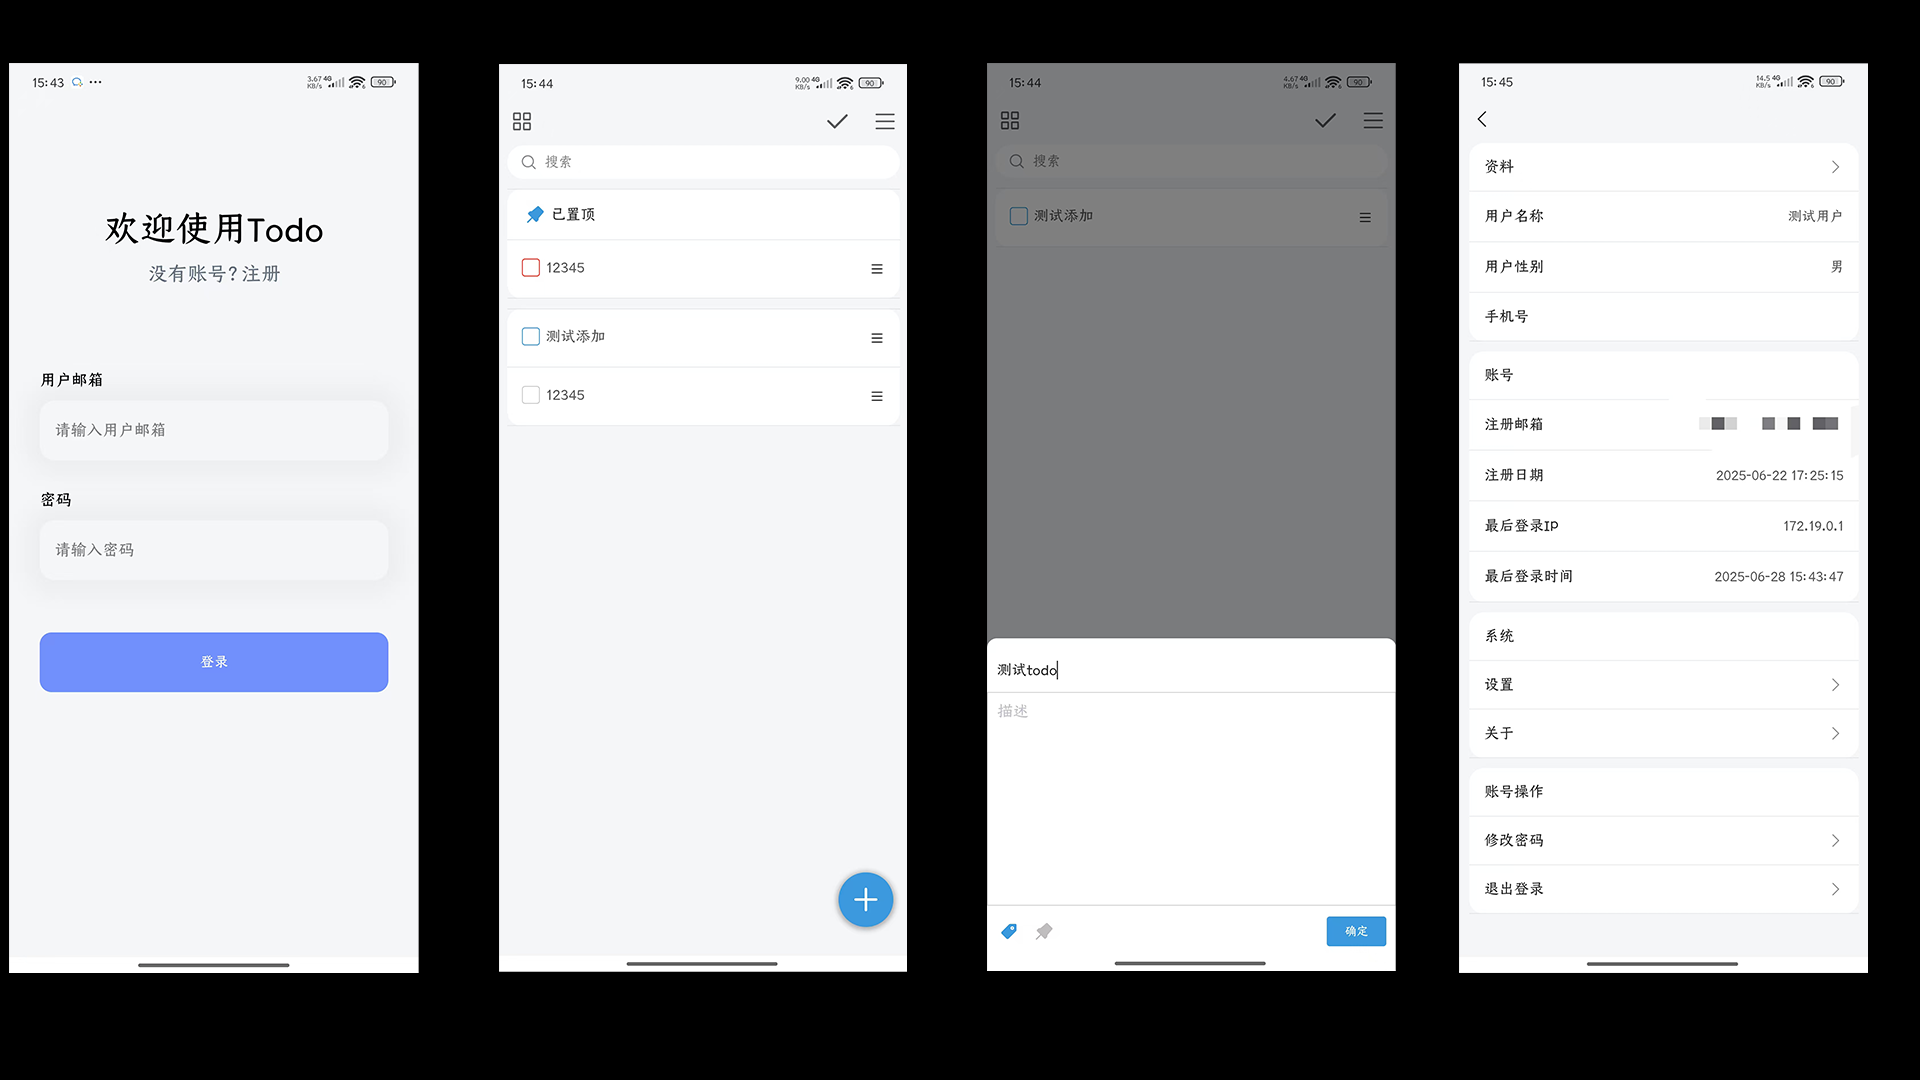 15:43
3.67 4G
KB/s
6
90
欢迎使用Todo
没有账号?注册
用户邮箱
请输入用户邮箱
密码
请输入密码
登录
15:44
9.00 4G
KB/s
6
90
搜索
已置顶
12345
测试添加
12345
15:44
4.67 4G
KB/s
6
90
搜索
测试添加
测试todo
描述
确定
15:45
14.5 4G
KB/s
6
90
资料
用户名称 测试用户
用户性别 男
手机号
账号
注册邮箱
注册日期 2025-06-22 17:25:15
最后登录IP 172.19.0.1
最后登录时间 2025-06-28 15:43:47
系统
设置
关于
账号操作
修改密码
退出登录